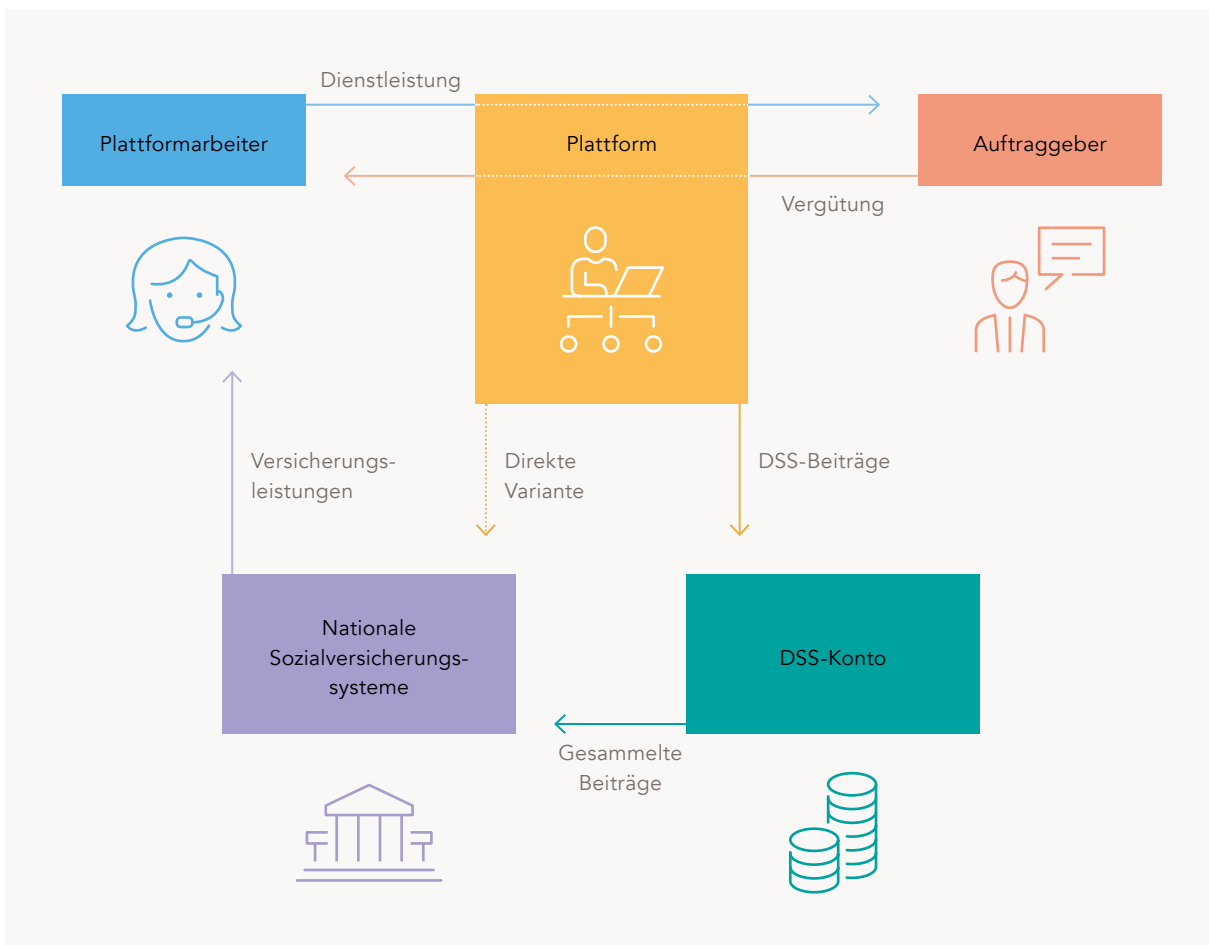 Dienstleistung
Plattformarbeiter
Plattform
Auftraggeber
Vergütung
Versicherungs-
leistungen
Direkte
Variante
DSS-Beiträge
Nationale
Sozialversicherungs-
systeme
DSS-Konto
Gesammelte
Beiträge